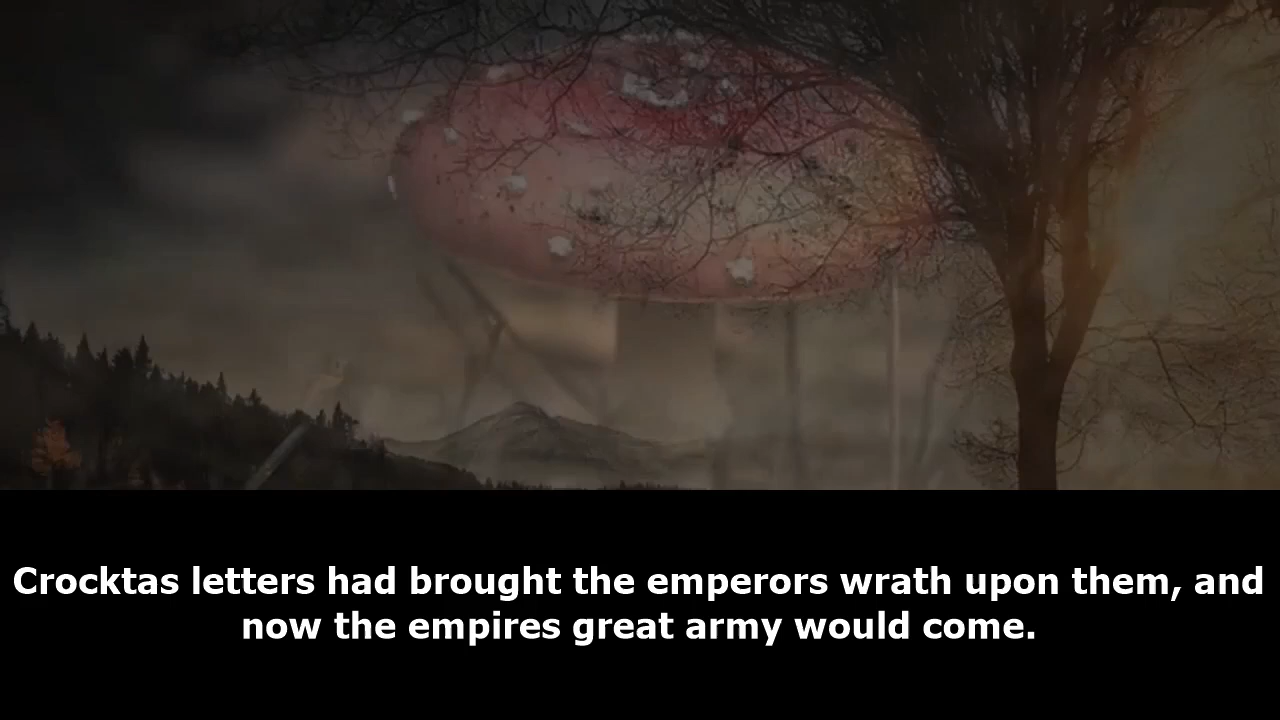 Crocktas letters had brought the emperors wrath upon them, and
now the empires great army would come.